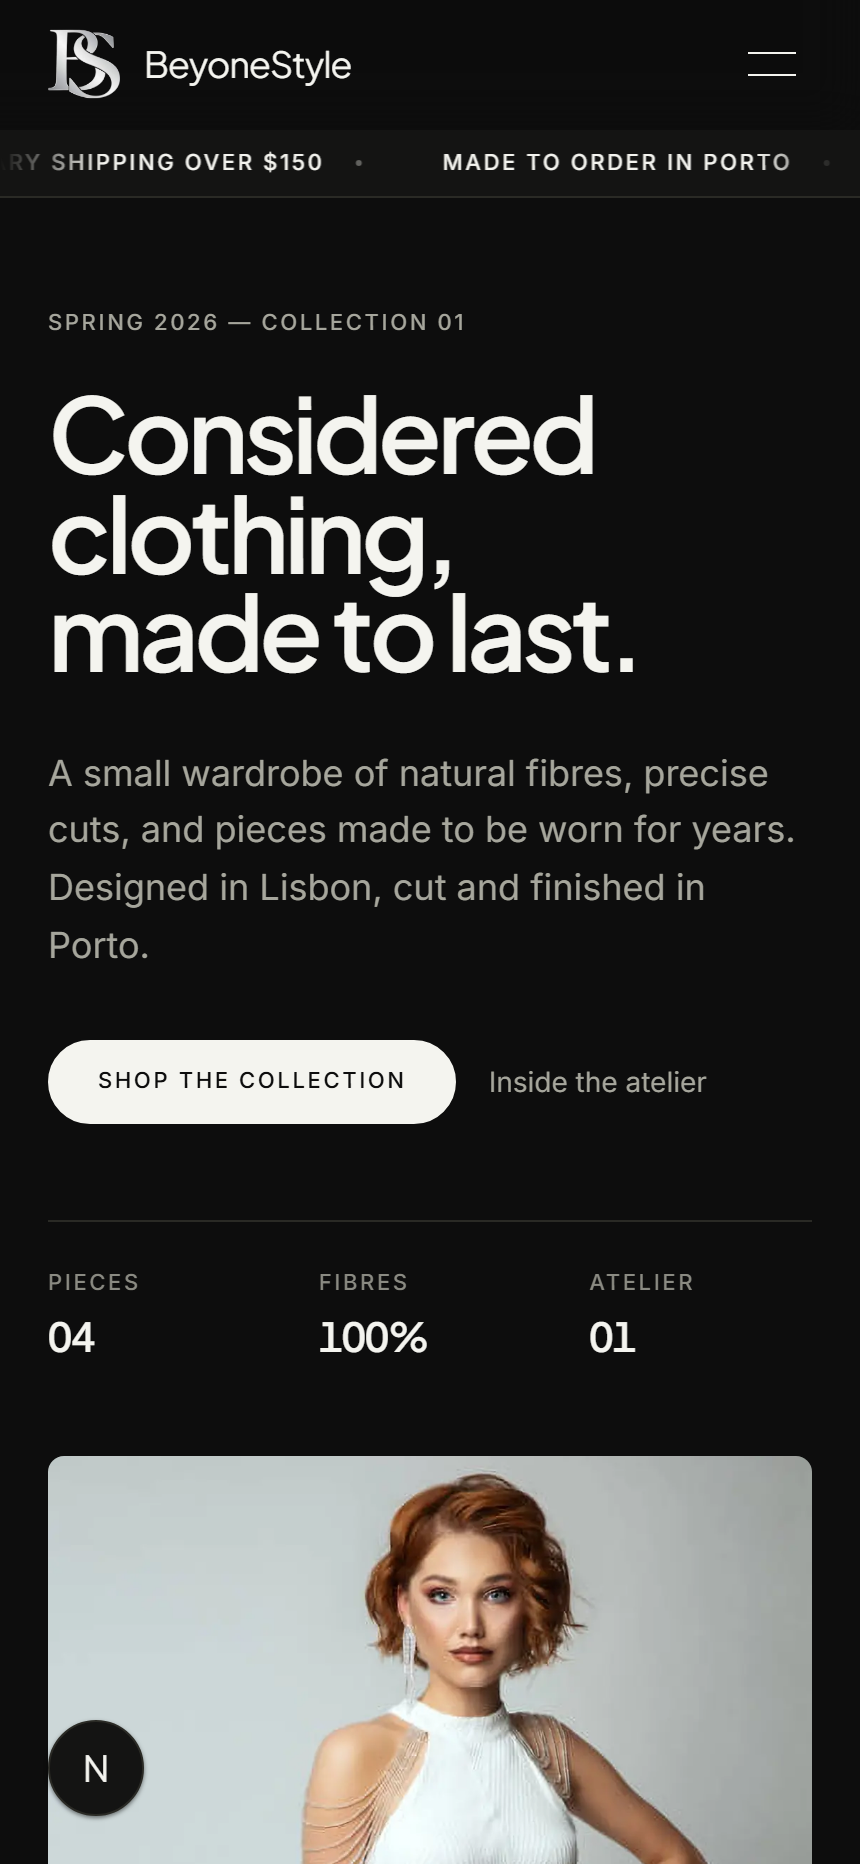 BS BeyoneStyle
RY SHIPPING OVER $150 • MADE TO ORDER IN PORTO •
SPRING 2026 — COLLECTION 01
Considered
clothing,
made to last.
A small wardrobe of natural fibres, precise
cuts, and pieces made to be worn for years.
Designed in Lisbon, cut and finished in
Porto.
SHOP THE COLLECTION Inside the atelier
PIECES FIBRES ATELIER
04 100% 01
N